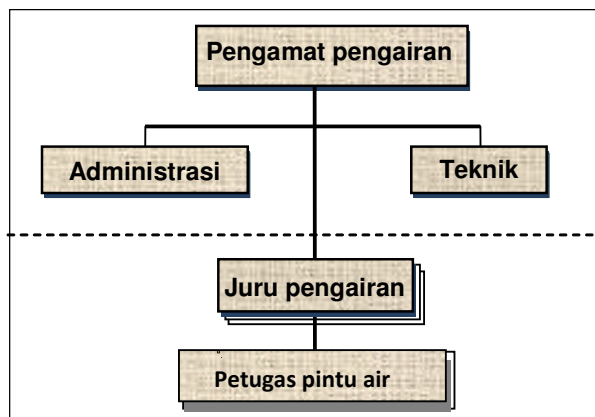 Pengamat pengairan
Administrasi
Teknik
Juru pengairan
Petugas pintu air